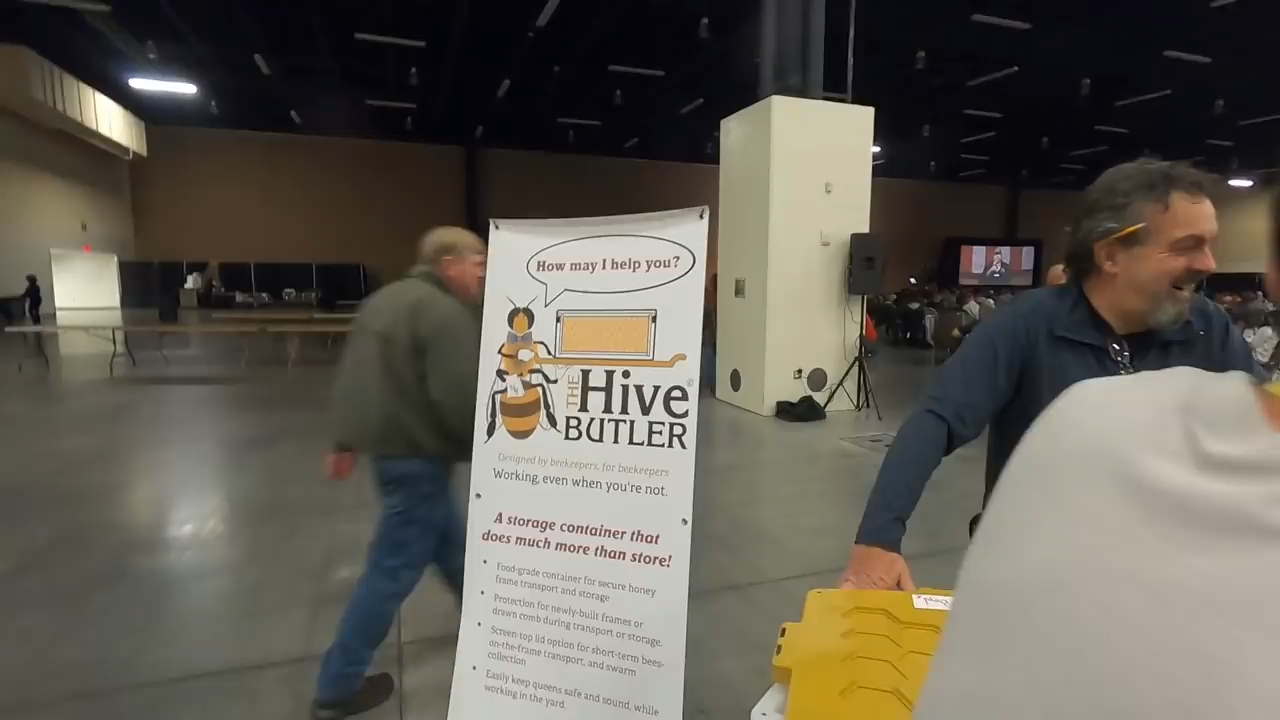 How may I help you?
THE
Hive
BUTLER
Designed by beekeepers, for beekeepers
Working, even when you're not.
A storage container that
does much more than store!
• Food-grade container for secure honey
frame transport and storage
• Protection for newly-built frames or
drawn comb during transport or storage.
• Screen-top lid option for short-term bees-
on-the-frame transport, and swarm
collection
• Easily keep queens safe and sound, while
working in the yard.